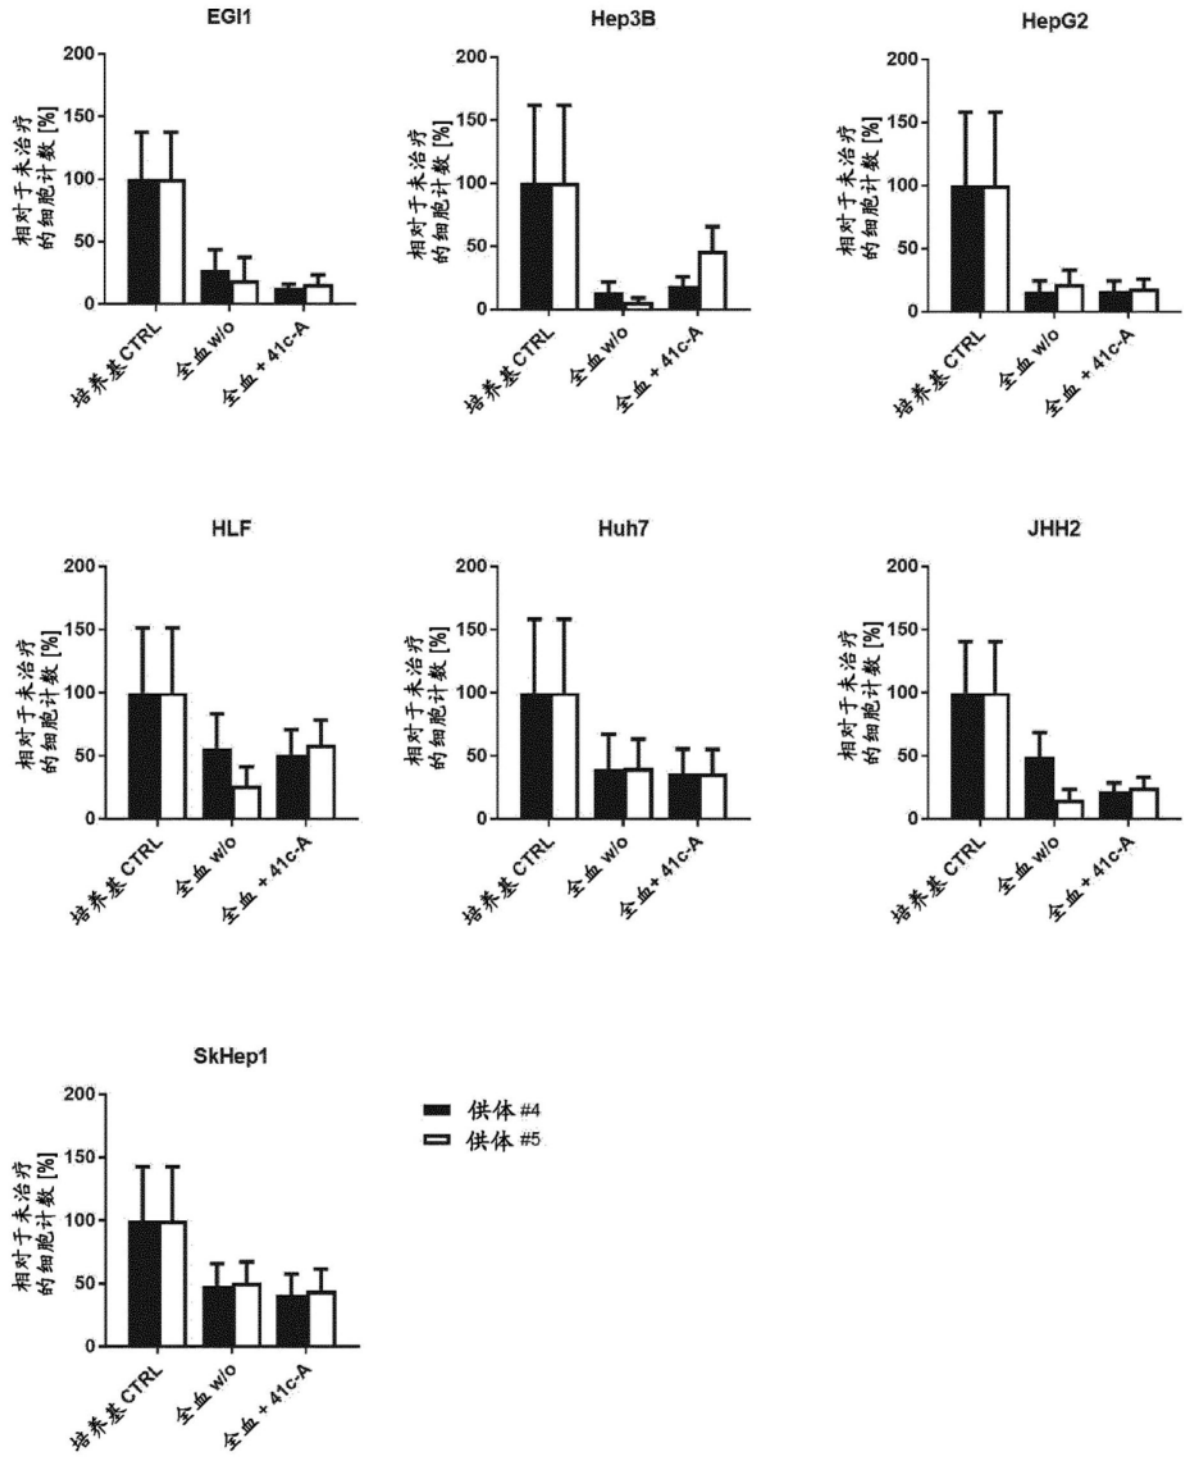 EGI1
相对于未治疗
的细胞计数 [%]
200
150
100
50
0
培养基 CTRL
全血 w/o
全血 + 41c-A
Hep3B
相对于未治疗
的细胞计数 [%]
200
150
100
50
0
培养基 CTRL
全血 w/o
全血 + 41c-A
HepG2
相对于未治疗
的细胞计数 [%]
200
150
100
50
0
培养基 CTRL
全血 w/o
全血 + 41c-A
HLF
相对于未治疗
的细胞计数 [%]
200
150
100
50
0
培养基 CTRL
全血 w/o
全血 + 41c-A
Huh7
相对于未治疗
的细胞计数 [%]
200
150
100
50
0
培养基 CTRL
全血 w/o
全血 + 41c-A
JHH2
相对于未治疗
的细胞计数 [%]
200
150
100
50
0
培养基 CTRL
全血 w/o
全血 + 41c-A
SkHep1
相对于未治疗
的细胞计数 [%]
200
150
100
50
0
培养基 CTRL
全血 w/o
全血 + 41c-A
供体 #4
供体 #5